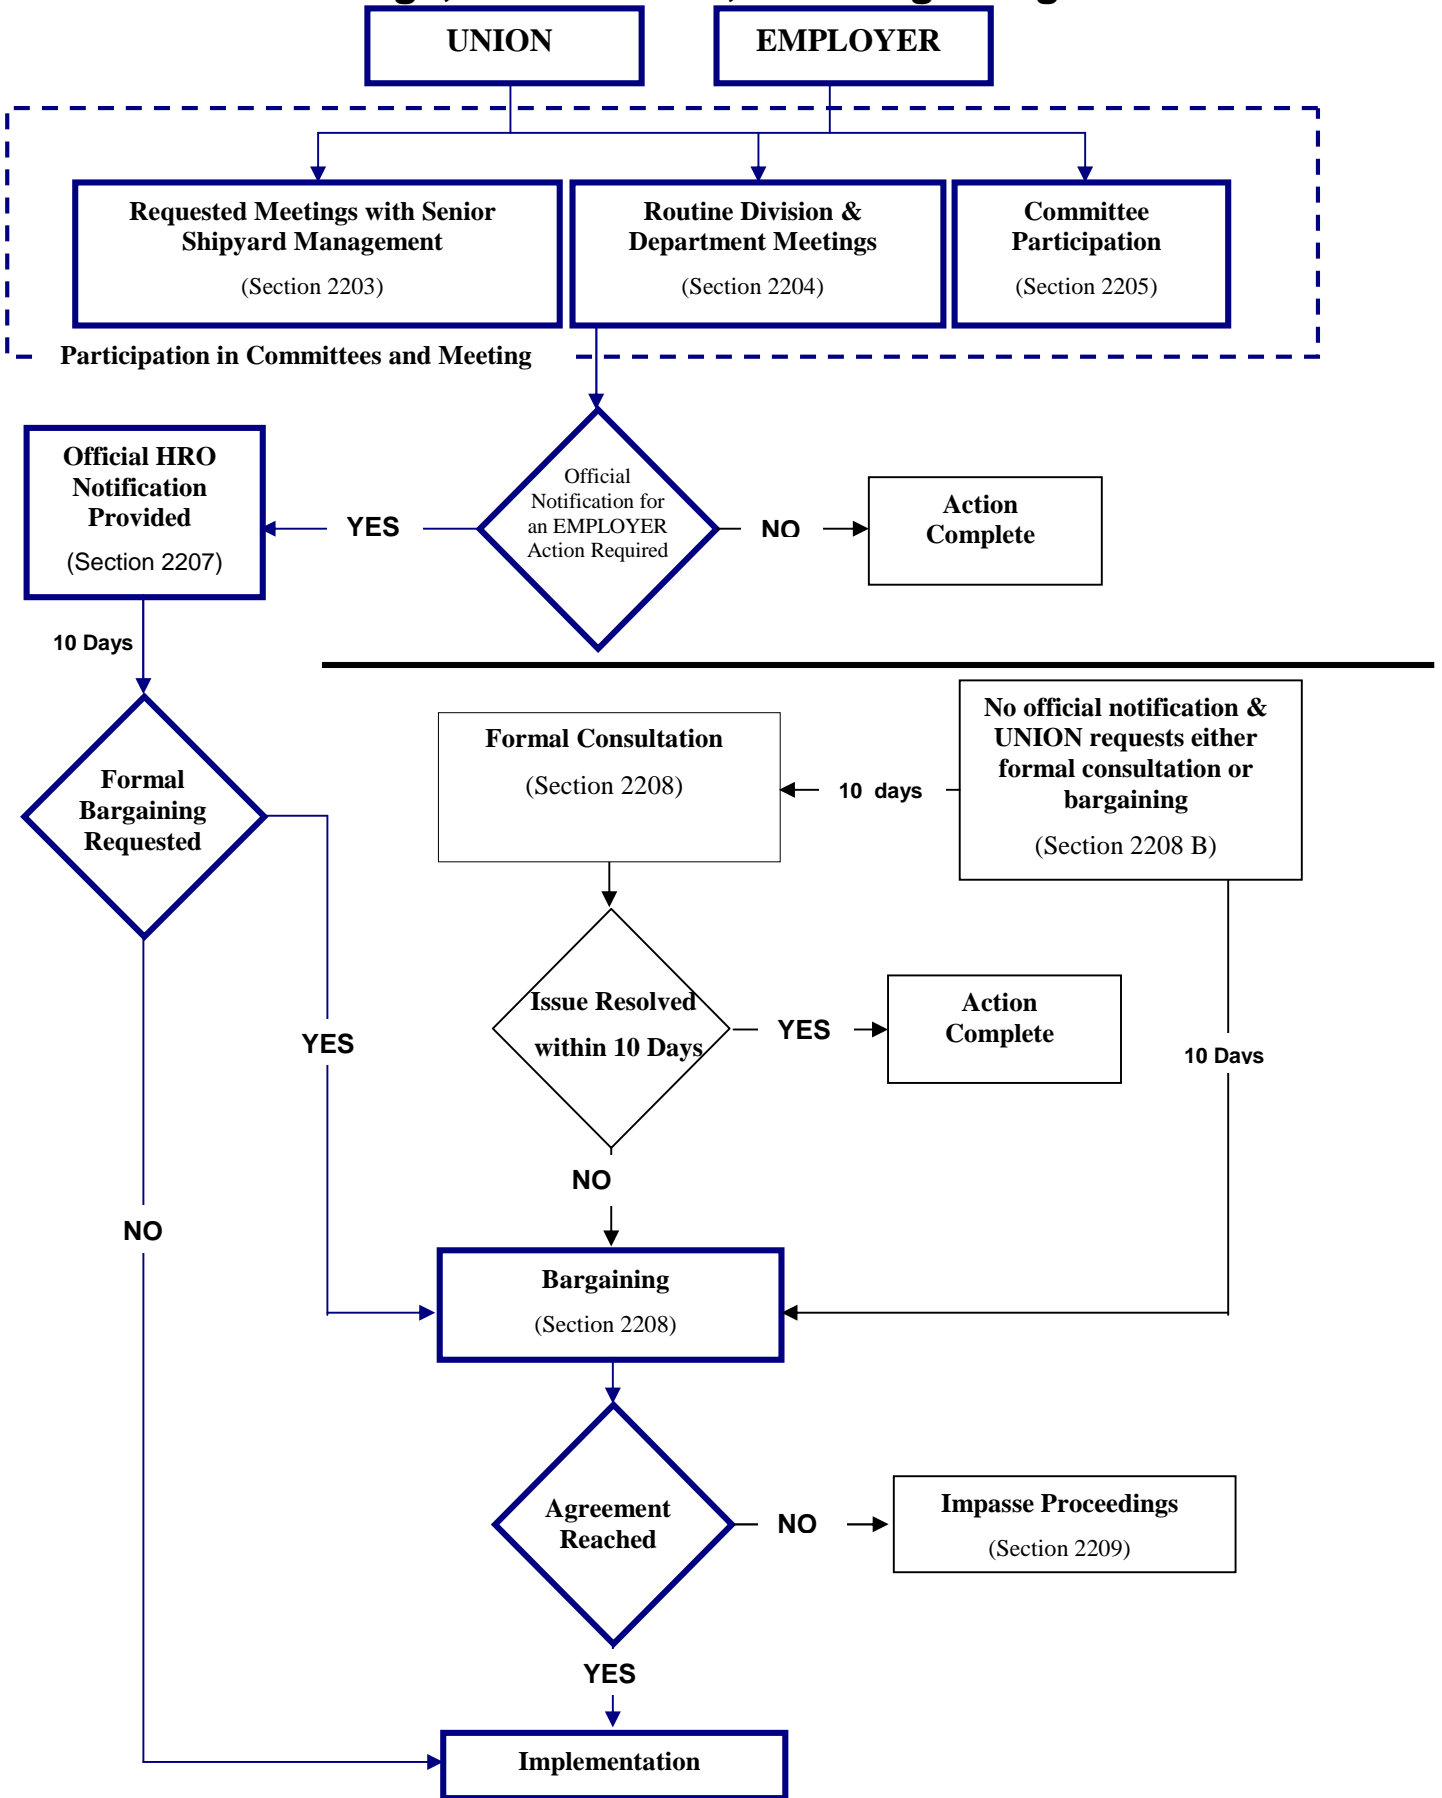 UNION
EMPLOYER
Requested Meetings with Senior
Shipyard Management
(Section 2203)
Routine Division &
Department Meetings
(Section 2204)
Committee
Participation
(Section 2205)
Participation in Committees and Meeting
Official HRO
Notification
Provided
(Section 2207)
YES
Official
Notification for
an EMPLOYER
Action Required
NO
Action
Complete
10 Days
Formal
Bargaining
Requested
Formal Consultation
(Section 2208)
10 days
No official notification &
UNION requests either
formal consultation or
bargaining
(Section 2208 B)
Issue Resolved
within 10 Days
YES
Action
Complete
YES
10 Days
NO
NO
Bargaining
(Section 2208)
Agreement
Reached
NO
Impasse Proceedings
(Section 2209)
YES
Implementation